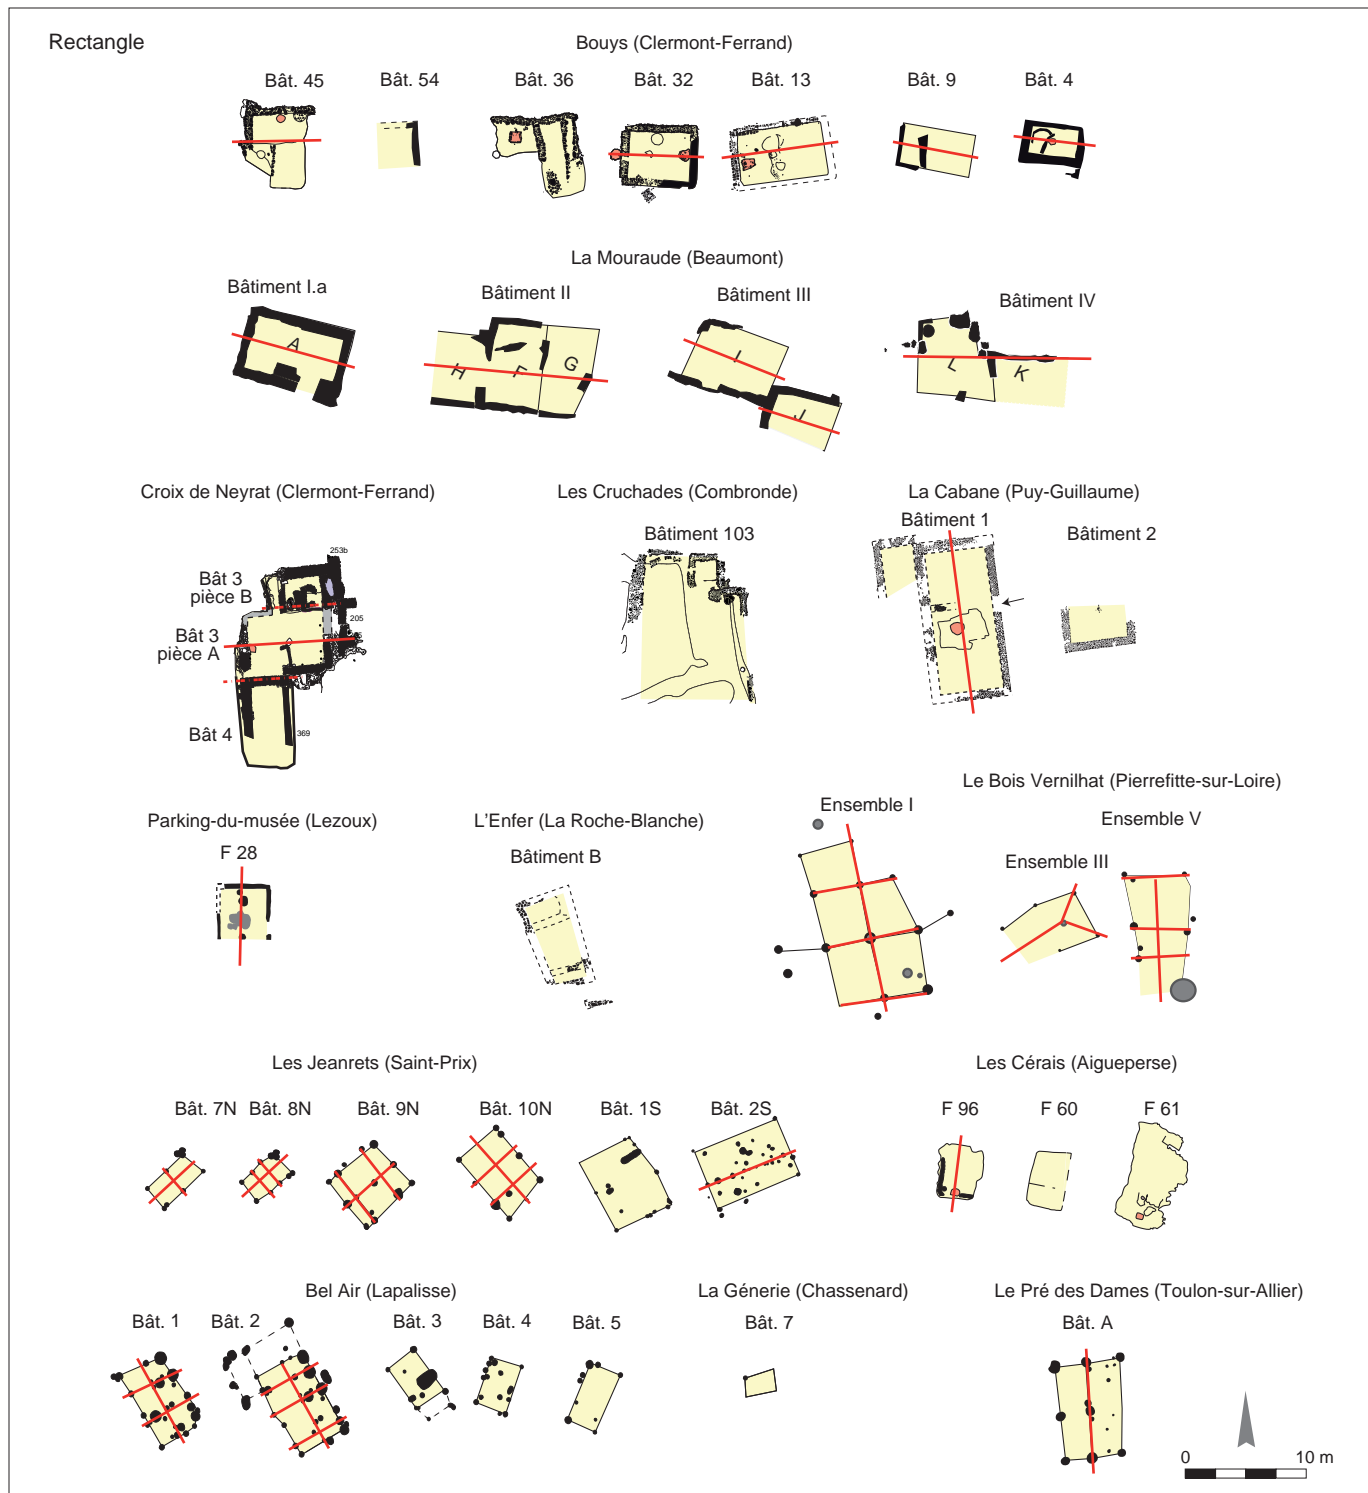 Rectangle
Bouys (Clermont-Ferrand)
Bât. 45
Bât. 54
Bât. 36
Bât. 32
Bât. 13
Bât. 9
Bât. 4
La Mouraude (Beaumont)
Bâtiment I.a
Bâtiment II
Bâtiment III
Bâtiment IV
A
H
F
G
I
J
L
K
Croix de Neyrat (Clermont-Ferrand)
253b
Bât 3
pièce B
205
Bât 3
pièce A
Bât 4
369
Les Cruchades (Combronde)
Bâtiment 103
La Cabane (Puy-Guillaume)
Bâtiment 1
Bâtiment 2
Parking-du-musée (Lezoux)
F 28
L'Enfer (La Roche-Blanche)
Bâtiment B
Le Bois Vernilhat (Pierrefitte-sur-Loire)
Ensemble I
Ensemble III
Ensemble V
Les Jeanrets (Saint-Prix)
Bât. 7N
Bât. 8N
Bât. 9N
Bât. 10N
Bât. 1S
Bât. 2S
Les Cérais (Aigueperse)
F 96
F 60
F 61
Bel Air (Lapalisse)
Bât. 1
Bât. 2
Bât. 3
Bât. 4
Bât. 5
La Génerie (Chassenard)
Bât. 7
Le Pré des Dames (Toulon-sur-Allier)
Bât. A
0
10 m